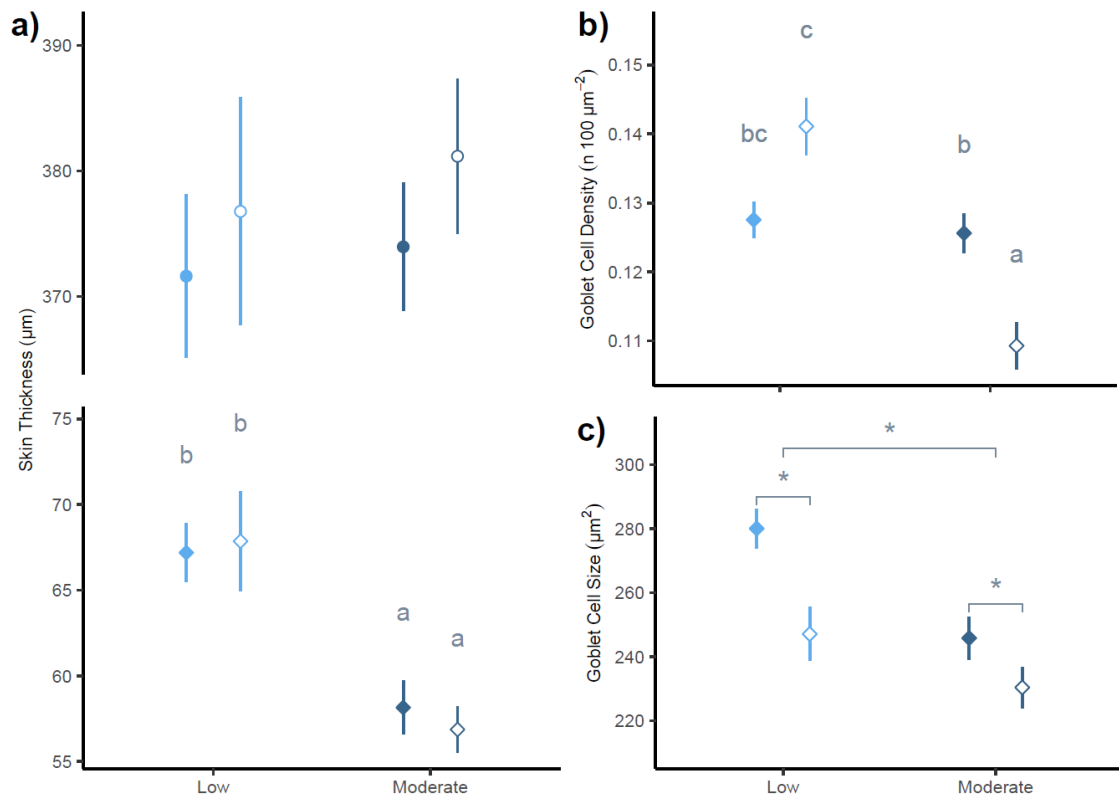 a)
390
380
370
Skin Thickness (μm)
75
70
65
60
55
b
b
a
a
Low
Moderate
b)
Goblet Cell Density (n 100 μm⁻²)
0.15
0.14
0.13
0.12
0.11
bc
c
b
a
c)
Goblet Cell Size (μm²)
300
280
260
240
220
*
*
*
Low
Moderate